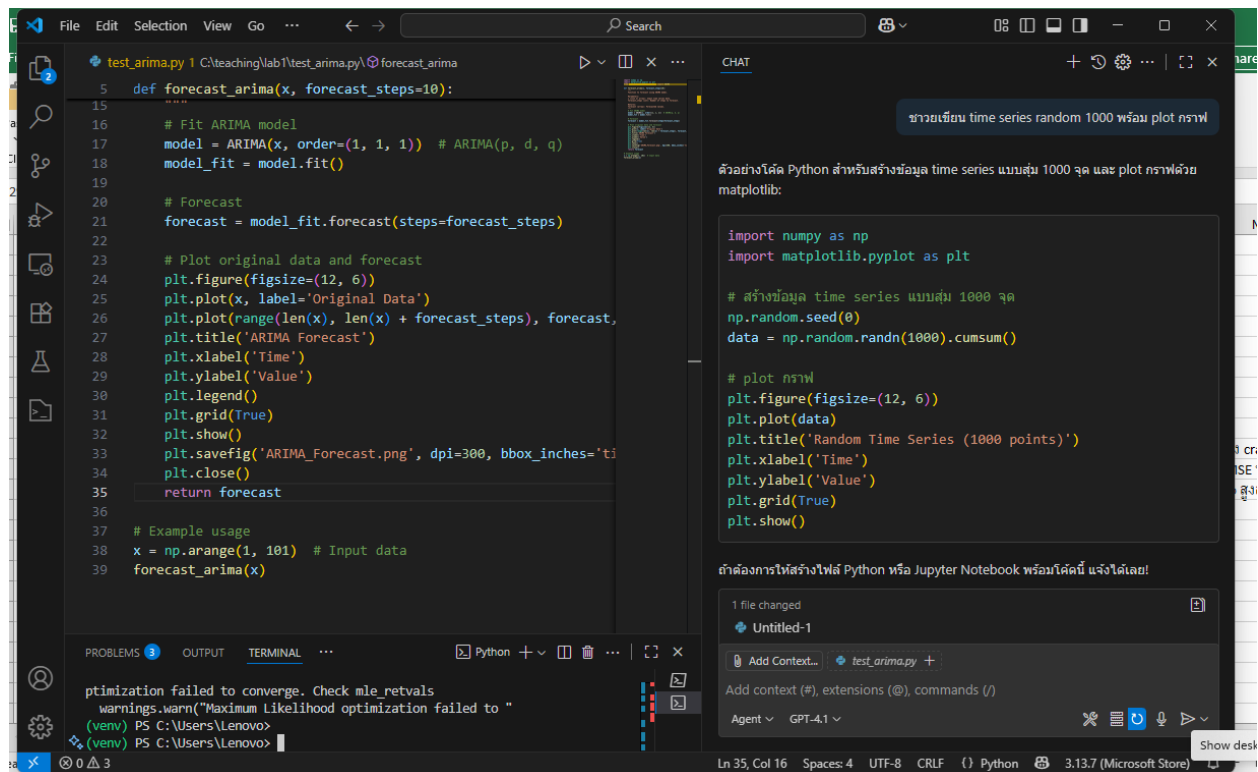 File Edit Selection View Go ··· Search
test_arima.py 1 C:\teaching\lab1\test_arima.py\ forecast_arima
5 def forecast_arima(x, forecast_steps=10):
15 """
16 # Fit ARIMA model
17 model = ARIMA(x, order=(1, 1, 1)) # ARIMA(p, d, q)
18 model_fit = model.fit()
19
20 # Forecast
21 forecast = model_fit.forecast(steps=forecast_steps)
22
23 # Plot original data and forecast
24 plt.figure(figsize=(12, 6))
25 plt.plot(x, label='Original Data')
26 plt.plot(range(len(x), len(x) + forecast_steps), forecast,
27 plt.title('ARIMA Forecast')
28 plt.xlabel('Time')
29 plt.ylabel('Value')
30 plt.legend()
31 plt.grid(True)
32 plt.show()
33 plt.savefig('ARIMA_Forecast.png', dpi=300, bbox_inches='ti
34 plt.close()
35 return forecast
36
37 # Example usage
38 x = np.arange(1, 101) # Input data
39 forecast_arima(x)
PROBLEMS 3 OUTPUT TERMINAL ··· Python
ptimization failed to converge. Check mle_retvals
warnings.warn("Maximum Likelihood optimization failed to "
(venv) PS C:\Users\Lenovo>
(venv) PS C:\Users\Lenovo>
CHAT
ชาวยเขียน time series random 1000 พร้อม plot กราฟ
ตัวอย่างโค้ด Python สำหรับสร้างข้อมูล time series แบบสุ่ม 1000 จุด และ plot กราฟด้วย
matplotlib:
import numpy as np
import matplotlib.pyplot as plt
# สร้างข้อมูล time series แบบสุ่ม 1000 จุด
np.random.seed(0)
data = np.random.randn(1000).cumsum()
# plot กราฟ
plt.figure(figsize=(12, 6))
plt.plot(data)
plt.title('Random Time Series (1000 points)')
plt.xlabel('Time')
plt.ylabel('Value')
plt.grid(True)
plt.show()
ถ้าต้องการให้สร้างไฟล์ Python หรือ Jupyter Notebook พร้อมโค้ดนี้ แจ้งได้เลย!
1 file changed
Untitled-1
Add Context... test_arima.py
Add context (#), extensions (@), commands (/)
Agent GPT-4.1
Show desk
0 3 Ln 35, Col 16 Spaces: 4 UTF-8 CRLF {} Python 3.13.7 (Microsoft Store)